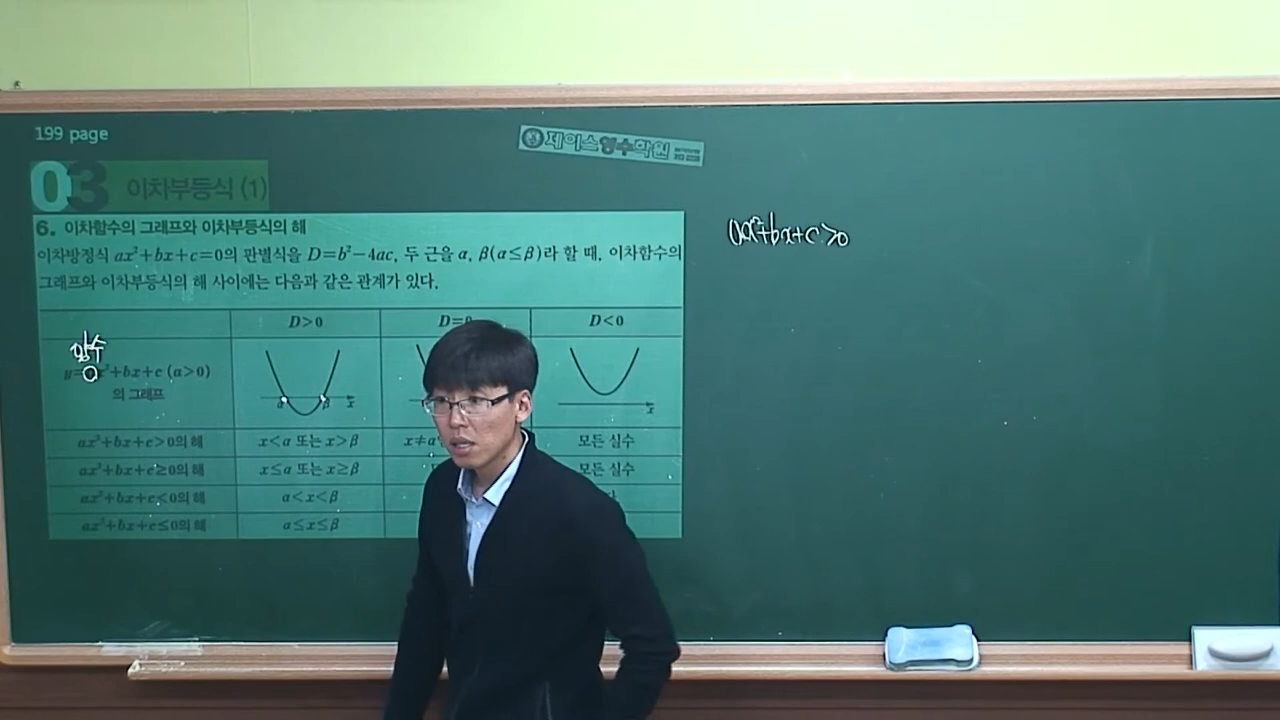 199 page
제이스영수학원
03 이차부등식 (1)
6. 이차함수의 그래프와 이차부등식의 해
이차방정식 ax²+bx+c=0의 판별식을 D=b²-4ac, 두 근을 α, β(α≤β)라 할 때, 이차함수의
그래프와 이차부등식의 해 사이에는 다음과 같은 관계가 있다.
ax²+bx+c>0
D>0 D=0 D<0
함수
y= x²+bx+c (a>0)
의 그래프
α β x
x
ax²+bx+c>0의 해 x<α 또는 x>β x≠α 모든 실수
ax²+bx+c≥0의 해 x≤α 또는 x≥β 모든 실수
ax²+bx+c<0의 해 α<x<β
ax²+bx+c≤0의 해 α≤x≤β